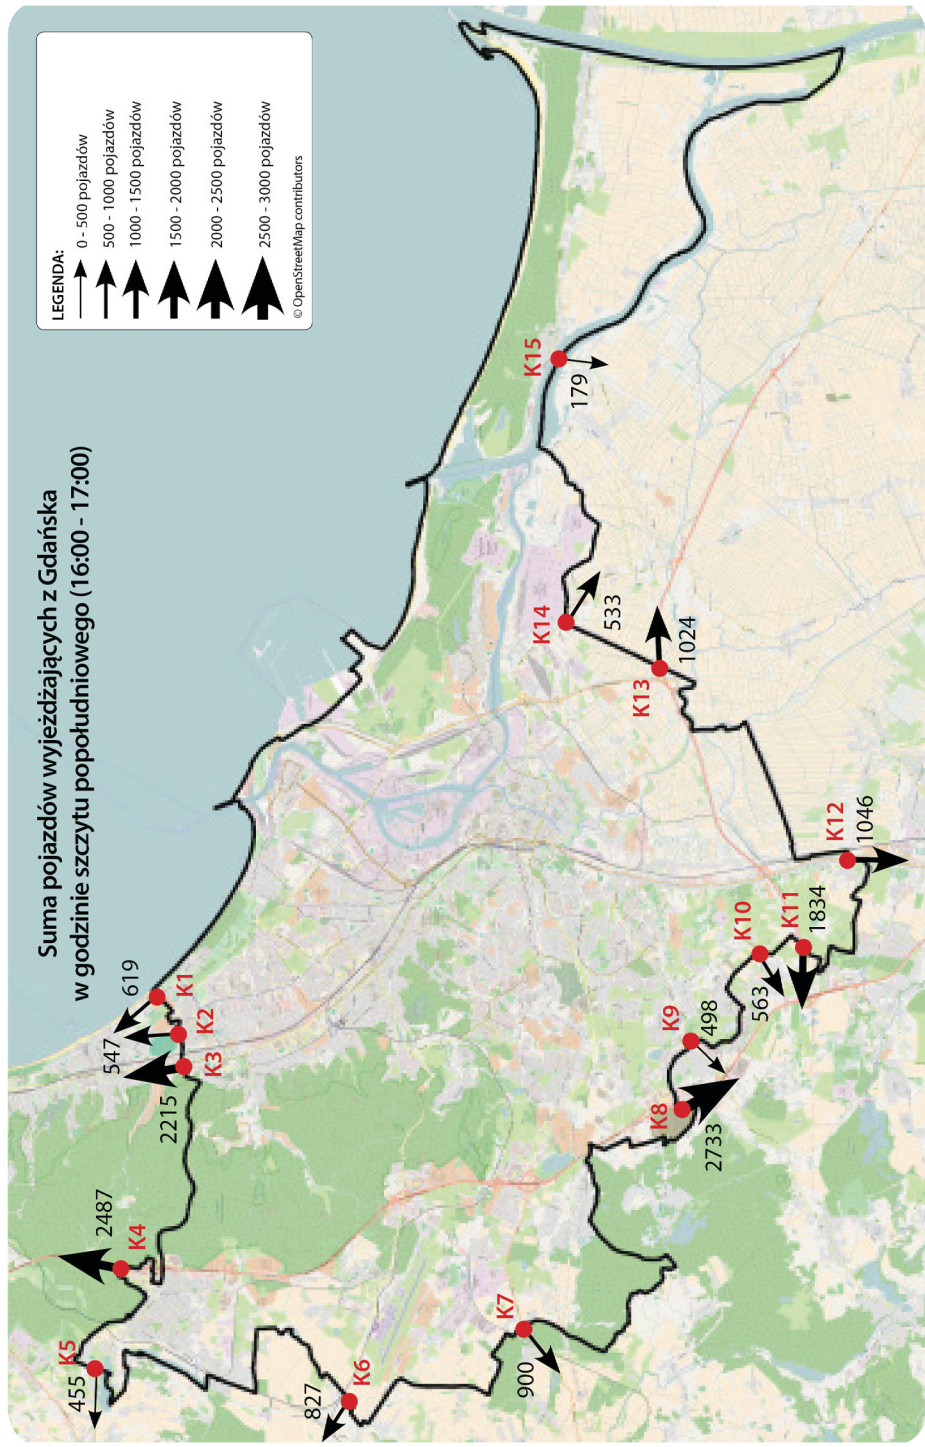 Suma pojazdów wyjeżdżających z Gdańska
w godzinie szczytu popołudniowego (16:00 - 17:00)
LEGENDA:
0 - 500 pojazdów
500 - 1000 pojazdów
1000 - 1500 pojazdów
1500 - 2000 pojazdów
2000 - 2500 pojazdów
2500 - 3000 pojazdów
© OpenStreetMap contributors
619
K1
547
K2
K3
2215
2487
K4
K5
455
827
K6
K7
900
K8
2733
K9
498
K10
563
K11
1834
K12
1046
K13
1024
K14
533
K15
179